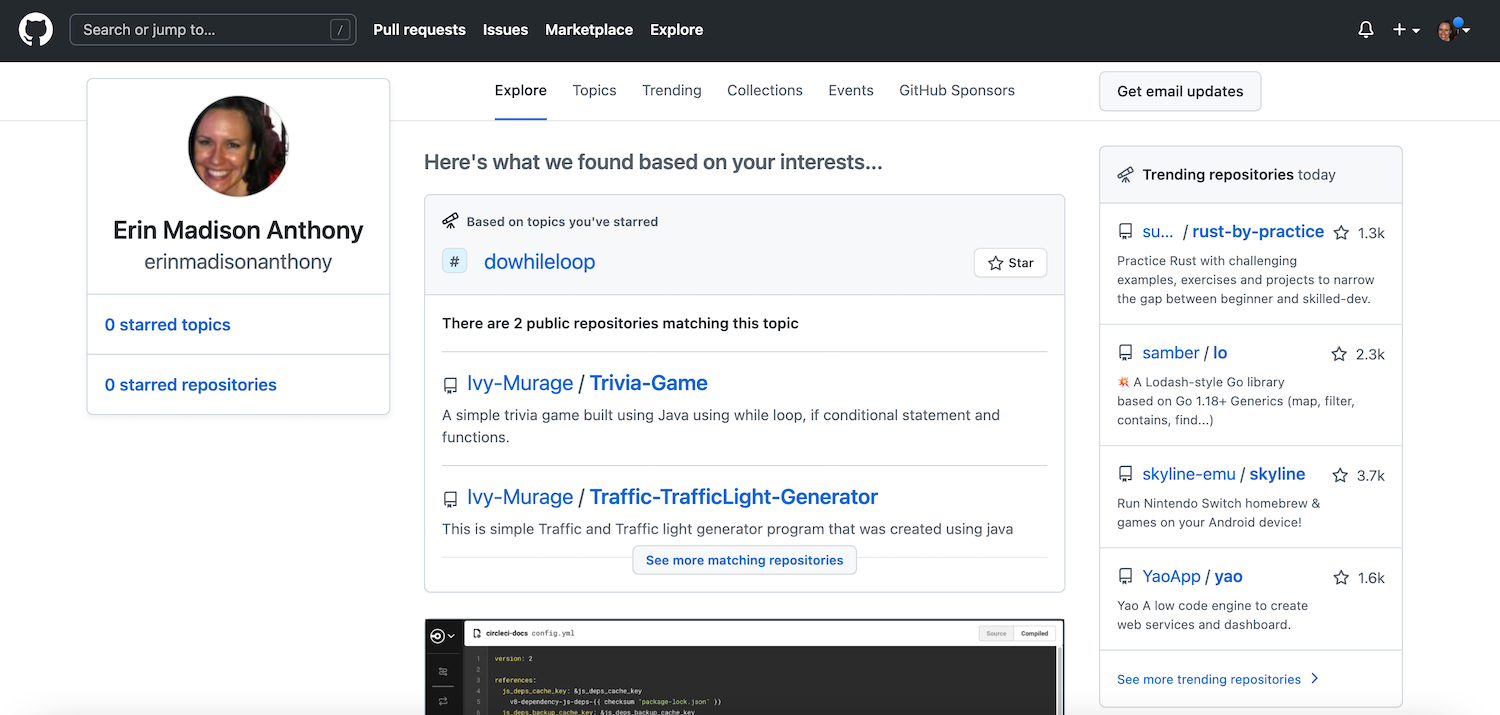 Search or jump to...
/
Pull requests
Issues
Marketplace
Explore
Explore
Topics
Trending
Collections
Events
GitHub Sponsors
Get email updates
Erin Madison Anthony
erinmadisonanthony
0 starred topics
0 starred repositories
Here's what we found based on your interests...
Based on topics you've starred
# dowhileloop
Star
There are 2 public repositories matching this topic
Ivy-Murage / Trivia-Game
A simple trivia game built using Java using while loop, if conditional statement and
functions.
Ivy-Murage / Traffic-TrafficLight-Generator
This is simple Traffic and Traffic light generator program that was created using java
See more matching repositories
circleci-docs config.yml
Source
Compiled
1 version: 2
2
3 references:
4 js_deps_cache_key: &js_deps_cache_key
5 v8-dependency-js-deps-{{ checksum "package-lock.json" }}
6 js_deps_backup_cache_key: &js_deps_backup_cache_key
Trending repositories today
su... / rust-by-practice
1.3k
Practice Rust with challenging
examples, exercises and projects to narrow
the gap between beginner and skilled-dev.
samber / lo
2.3k
💥 A Lodash-style Go library
based on Go 1.18+ Generics (map, filter,
contains, find...)
skyline-emu / skyline
3.7k
Run Nintendo Switch homebrew &
games on your Android device!
YaoApp / yao
1.6k
Yao A low code engine to create
web services and dashboard.
See more trending repositories